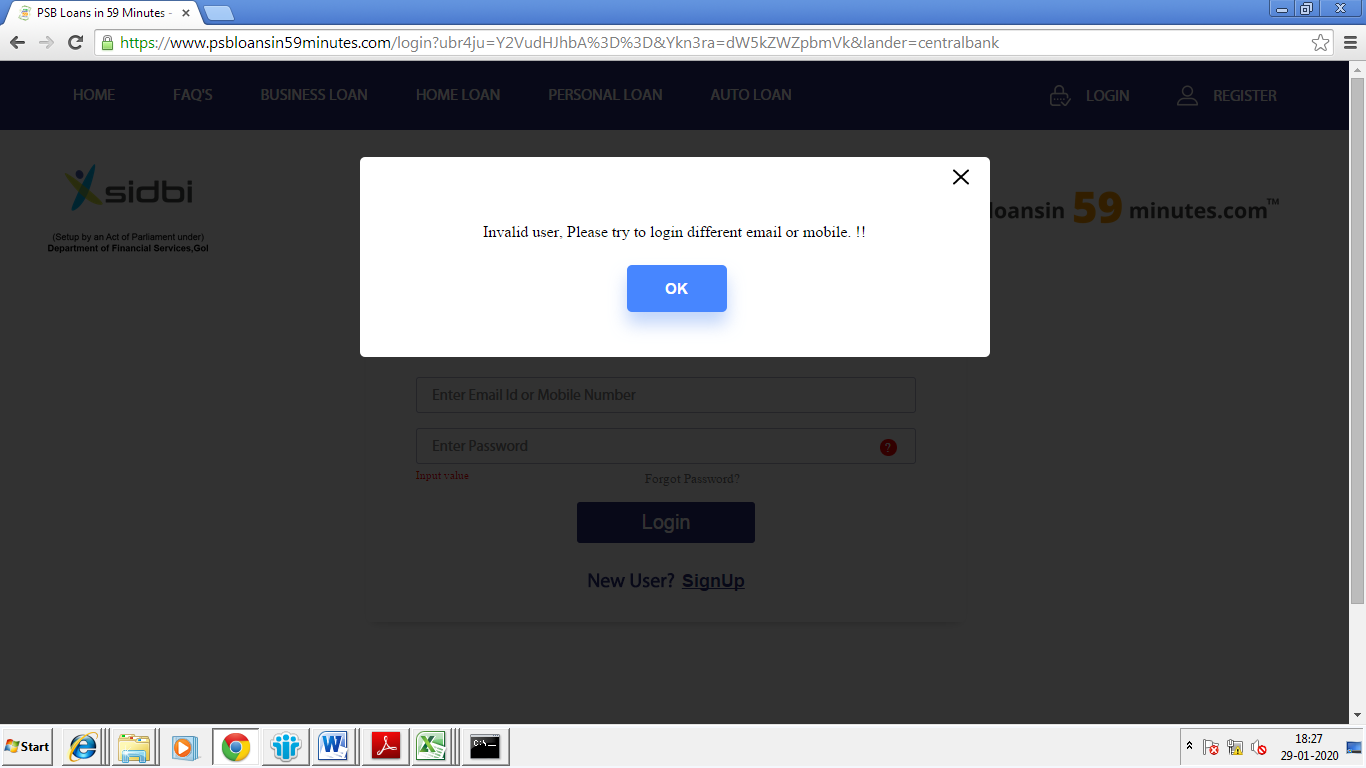 PSB Loans in 59 Minutes -
https://www.psbloansin59minutes.com/login?ubr4ju=Y2VudHJhbA%3D%3D&Ykn3ra=dW5kZWZpbmVk&lander=centralbank
HOME FAQ'S BUSINESS LOAN HOME LOAN PERSONAL LOAN AUTO LOAN LOGIN REGISTER
sidbi
(Setup by an Act of Parliament under)
Department of Financial Services,GoI
loansin 59 minutes.com™
Invalid user, Please try to login different email or mobile. !!
OK
Enter Email Id or Mobile Number
Enter Password ?
Input value Forgot Password?
Login
New User? SignUp
Start
C:\_
18:27
29-01-2020